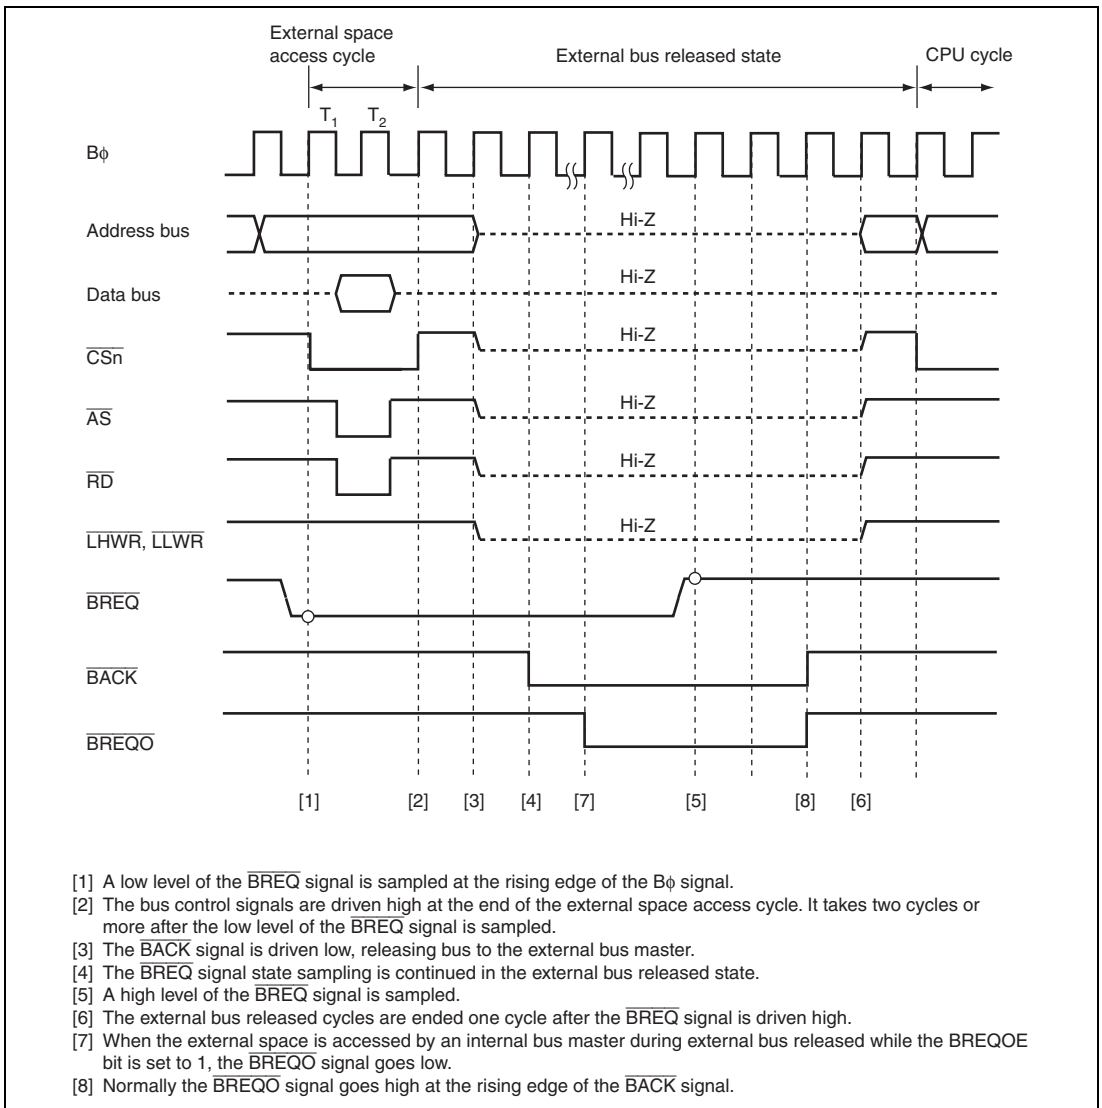 External space
access cycle
External bus released state
CPU cycle
T1 T2
Bϕ
Address bus
Hi-Z
Data bus
Hi-Z
CSn
Hi-Z
AS
Hi-Z
RD
Hi-Z
LHWR, LLWR
Hi-Z
BREQ
BACK
BREQO
[1] [2] [3] [4] [7] [5] [8] [6]
[1] A low level of the BREQ signal is sampled at the rising edge of the Bϕ signal.
[2] The bus control signals are driven high at the end of the external space access cycle. It takes two cycles or
more after the low level of the BREQ signal is sampled.
[3] The BACK signal is driven low, releasing bus to the external bus master.
[4] The BREQ signal state sampling is continued in the external bus released state.
[5] A high level of the BREQ signal is sampled.
[6] The external bus released cycles are ended one cycle after the BREQ signal is driven high.
[7] When the external space is accessed by an internal bus master during external bus released while the BREQOE
bit is set to 1, the BREQO signal goes low.
[8] Normally the BREQO signal goes high at the rising edge of the BACK signal.